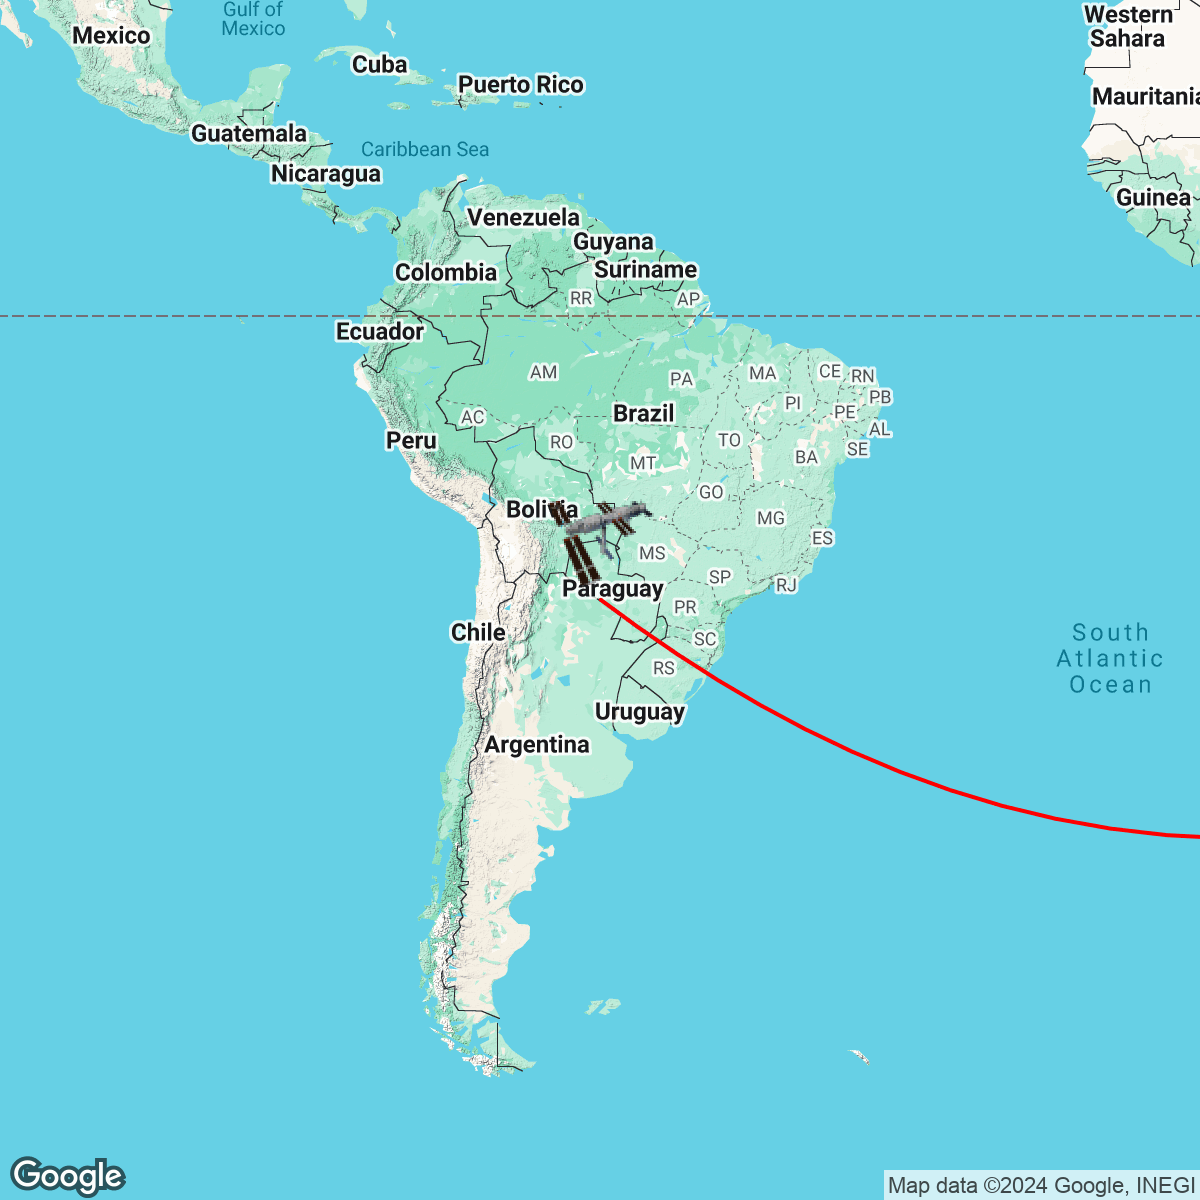 Gulf of
Mexico
Mexico
Cuba
Puerto Rico
Western
Sahara
Mauritania
Guatemala
Caribbean Sea
Nicaragua
Guinea
Venezuela
Guyana
Colombia
Suriname
RR
AP
Ecuador
AM
PA
MA
CE
RN
PB
PI
PE
AC
Brazil
AL
Peru
RO
TO
SE
MT
BA
GO
Bolivia
MG
ES
MS
SP
RJ
Paraguay
PR
Chile
SC
South
Atlantic
Ocean
RS
Uruguay
Argentina
Google
Map data ©2024 Google, INEGI